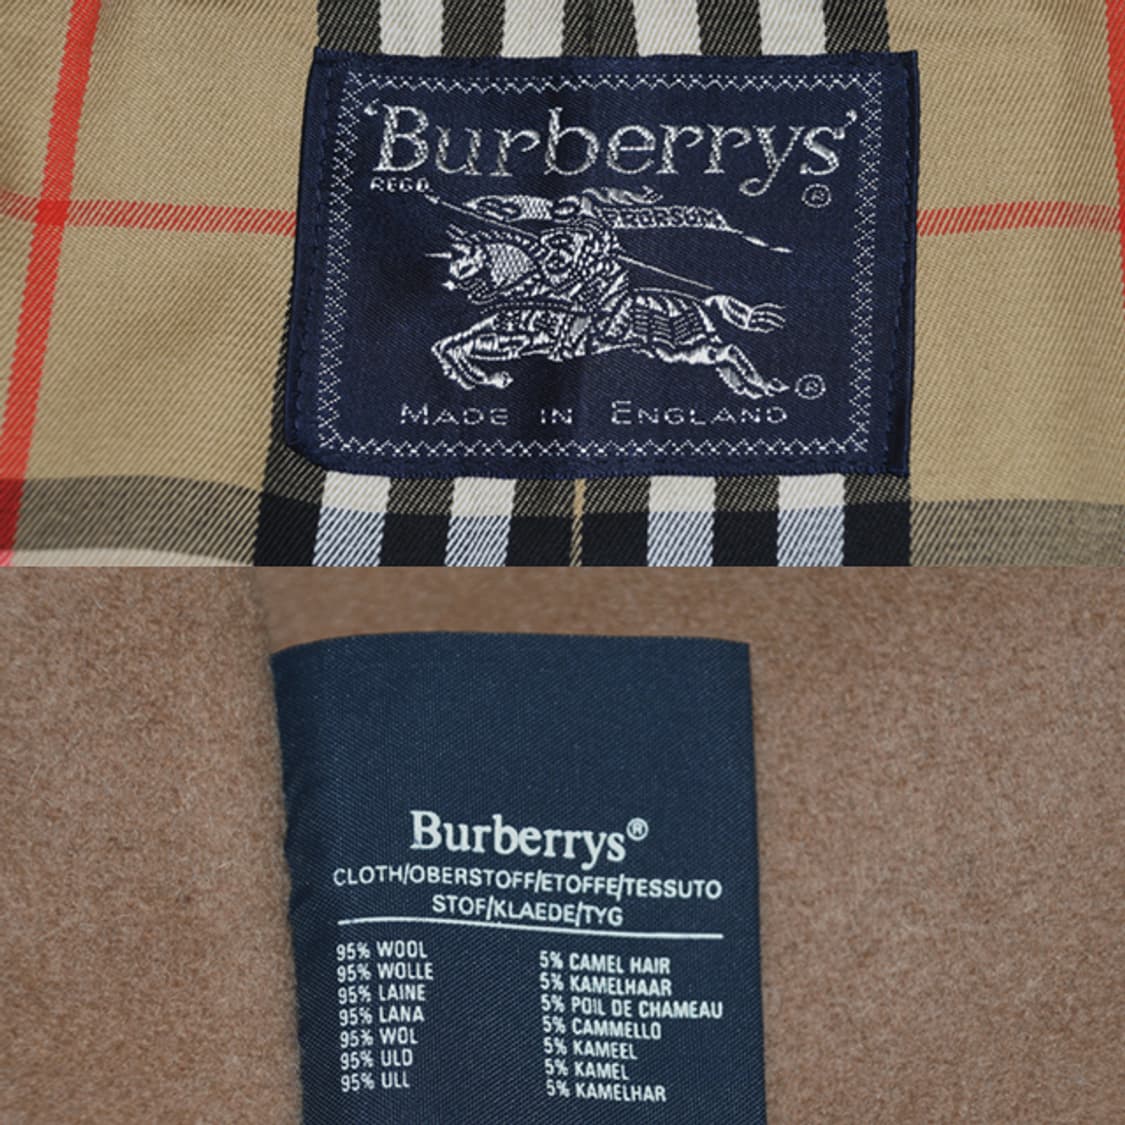 'Burberrys'
REGD.
®
PRORSUM
®
MADE IN ENGLAND
Burberrys®
CLOTH/OBERSTOFF/ETOFFE/TESSUTO
STOF/KLAEDE/TYG
95% WOOL 5% CAMEL HAIR
95% WOLLE 5% KAMELHAAR
95% LAINE 5% POIL DE CHAMEAU
95% LANA 5% CAMMELLO
95% WOL 5% KAMEEL
95% ULD 5% KAMEL
95% ULL 5% KAMELHAR